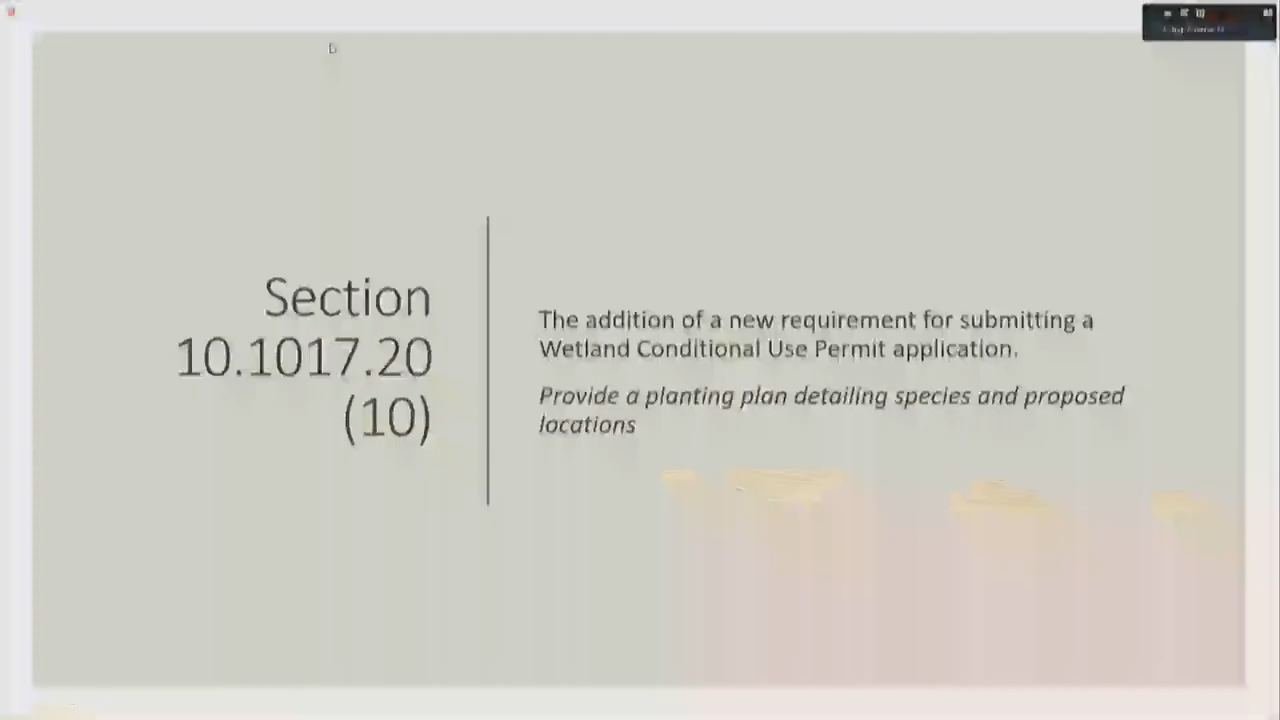 Section
10.1017.20
(10)
The addition of a new requirement for submitting a
Wetland Conditional Use Permit application.
Provide a planting plan detailing species and proposed
locations